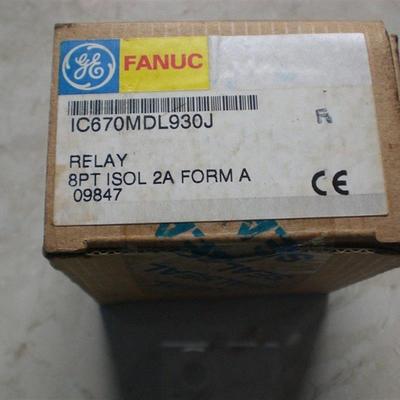 GE FANUC
IC670MDL930J
R
RELAY
8PT ISOL 2A FORM A
09847
CE